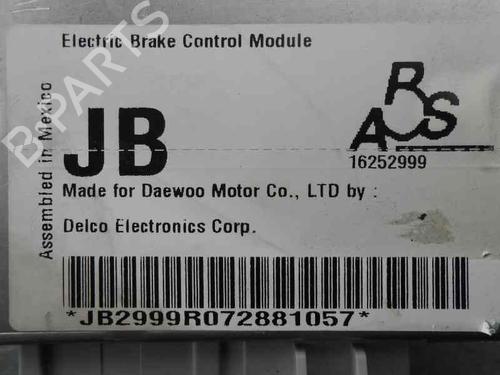 Electric Brake Control Module
Assembled in Mexico
JB
ABS
16252999
Made for Daewoo Motor Co., LTD by :
Delco Electronics Corp.
*JB2999R072881057*
B-PARTS